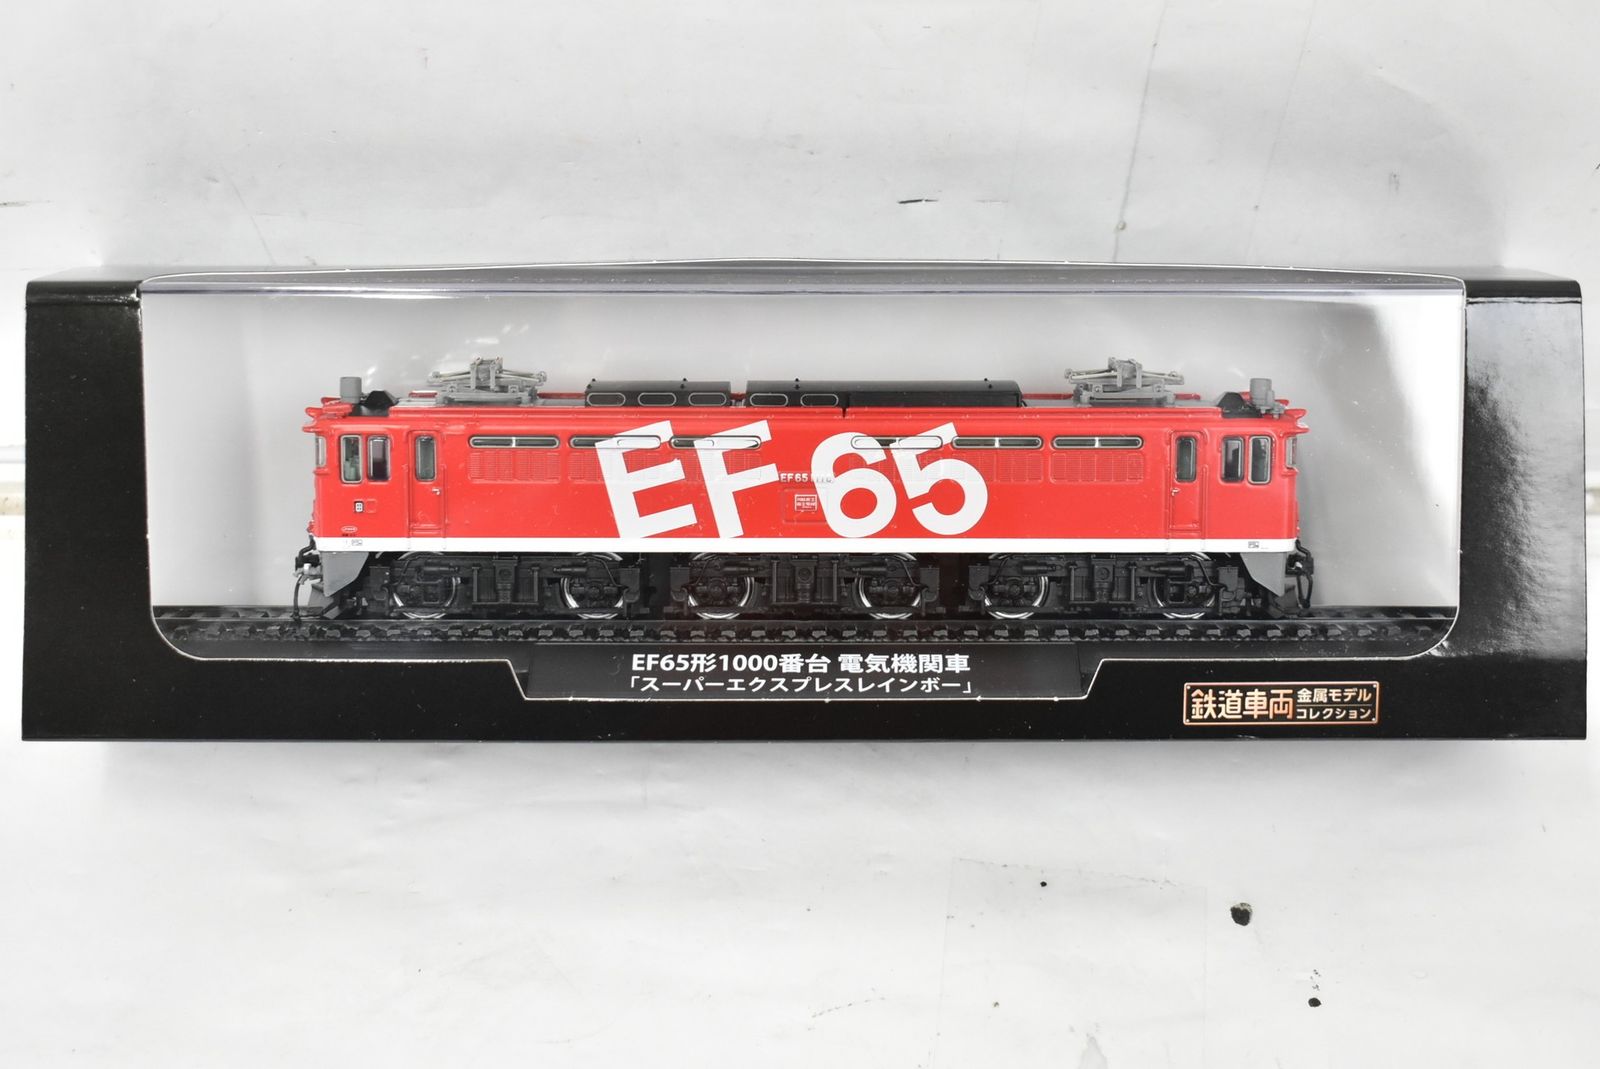 EF 65
EF65
EF65形1000番台 電気機関車
「スーパーエクスプレスレインボー」
鉄道車両 金属モデル
コレクション